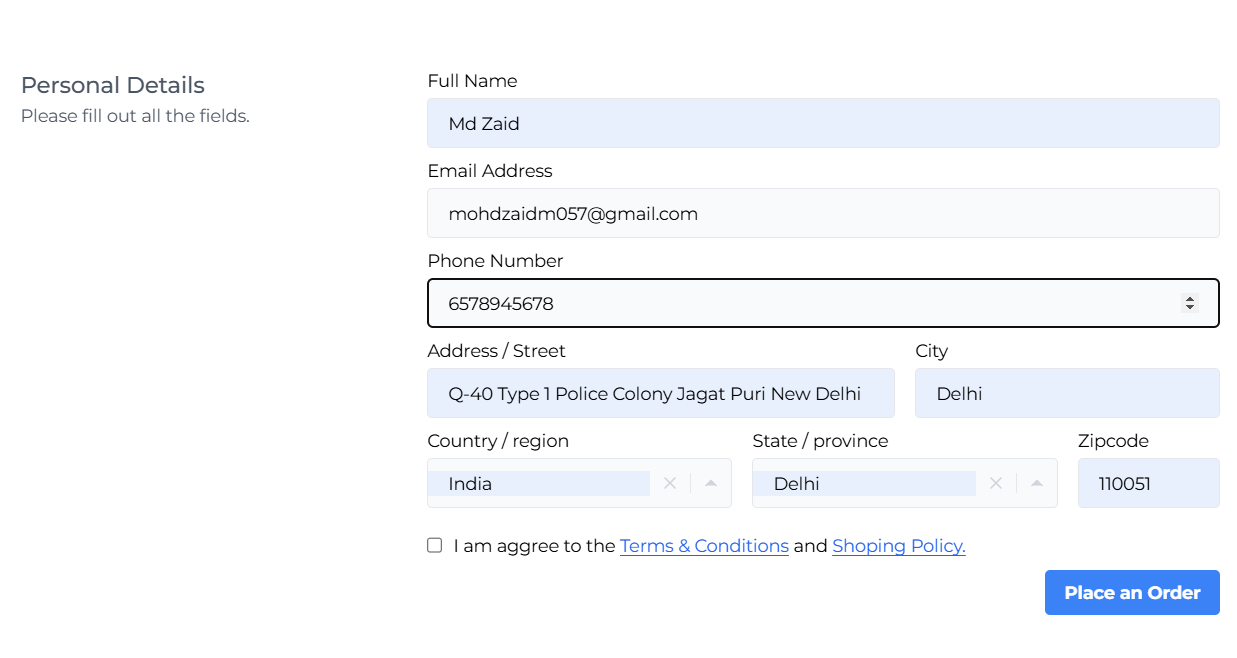 Personal Details
Please fill out all the fields.
Full Name
Md Zaid
Email Address
mohdzaidm057@gmail.com
Phone Number
6578945678
Address / Street City
Q-40 Type 1 Police Colony Jagat Puri New Delhi Delhi
Country / region State / province Zipcode
India Delhi 110051
I am aggree to the Terms & Conditions and Shoping Policy.
Place an Order